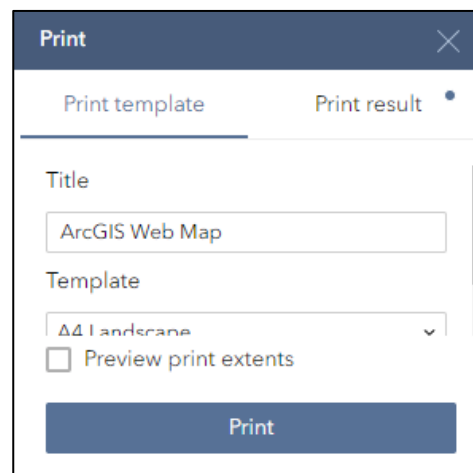 Print
Print template Print result
Title
ArcGIS Web Map
Template
A4 Landscape
Preview print extents
Print